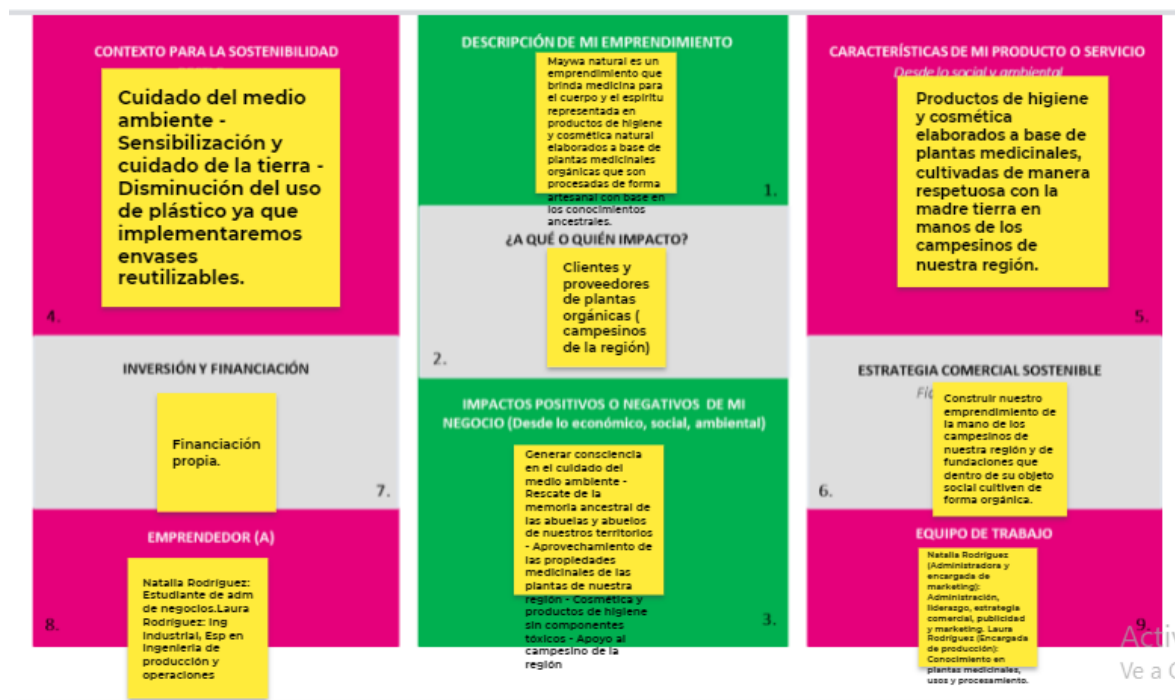 CONTEXTO PARA LA SOSTENIBILIDAD
Cuidado del medio
ambiente -
Sensibilización y
cuidado de la tierra -
Disminución del uso
de plástico ya que
implementaremos
envases
reutilizables.
4.
INVERSIÓN Y FINANCIACIÓN
Financiación
propia.
7.
EMPRENDEDOR (A)
Natalia Rodríguez:
Estudiante de adm
de negocios.Laura
Rodríguez: Ing
Industrial, Esp en
Ingeniería de
producción y
operaciones
8.
DESCRIPCIÓN DE MI EMPRENDIMIENTO
Maywa natural es un
emprendimiento que
brinda medicina para
el cuerpo y el espíritu
representada en
productos de higiene
y cosmética natural
elaborados a base de
plantas medicinales
orgánicas que son
procesadas de forma
artesanal con base en
los conocimientos
ancestrales.
1.
¿A QUÉ O QUIÉN IMPACTO?
Clientes y
proveedores
de plantas
orgánicas (
campesinos
de la región)
2.
IMPACTOS POSITIVOS O NEGATIVOS DE MI
NEGOCIO (Desde lo económico, social, ambiental)
Generar consciencia
en el cuidado del
medio ambiente -
Rescate de la
memoria ancestral de
las abuelas y abuelos
de nuestros territorios
- Aprovechamiento de
las propiedades
medicinales de las
plantas de nuestra
región - Cosmética y
productos de higiene
sin componentes
tóxicos - Apoyo al
campesino de la
región
3.
CARACTERÍSTICAS DE MI PRODUCTO O SERVICIO
Desde lo social y ambiental
Productos de higiene
y cosmética
elaborados a base de
plantas medicinales,
cultivadas de manera
respetuosa con la
madre tierra en
manos de los
campesinos de
nuestra región.
5.
ESTRATEGIA COMERCIAL SOSTENIBLE
Construir nuestro
emprendimiento de
la mano de los
campesinos de
nuestra región y de
fundaciones que
dentro de su objeto
social cultiven de
forma orgánica.
6.
EQUIPO DE TRABAJO
Natalia Rodríguez
(Administradora y
encargada de
marketing):
Administración,
liderazgo, estrategia
comercial, publicidad
y marketing. Laura
Rodríguez (Encargada
de producción):
Conocimiento en
plantas medicinales,
usos y procesamiento.
9.
Ve a